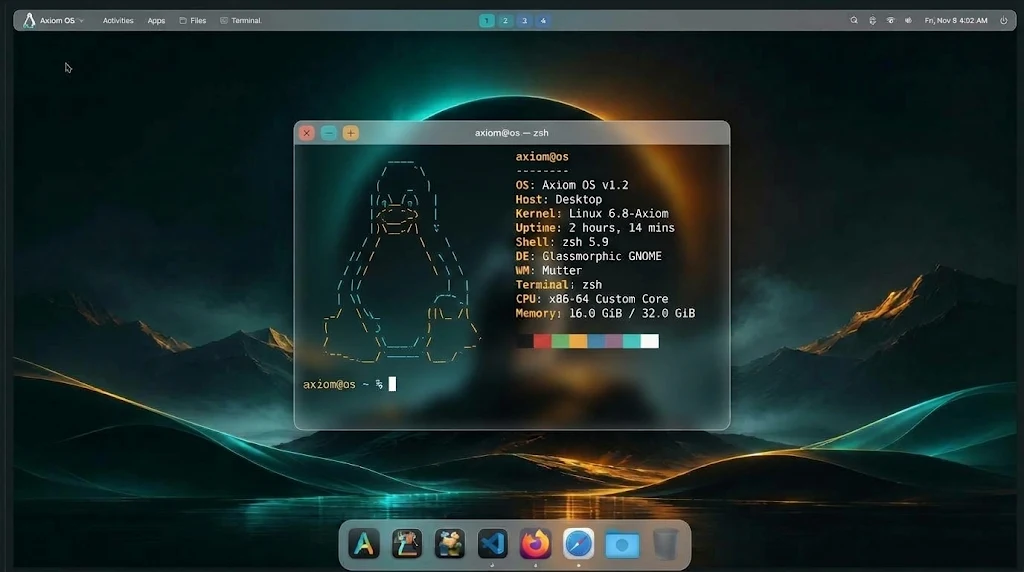 Axiom OS Activities Apps Files Terminal 1 2 3 4 Fri, Nov 8 4:02 AM
axiom@os — zsh
axiom@os
--------
OS: Axiom OS v1.2
Host: Desktop
Kernel: Linux 6.8-Axiom
Uptime: 2 hours, 14 mins
Shell: zsh 5.9
DE: Glassmorphic GNOME
WM: Mutter
Terminal: zsh
CPU: x86-64 Custom Core
Memory: 16.0 GiB / 32.0 GiB
axiom@os ~ %